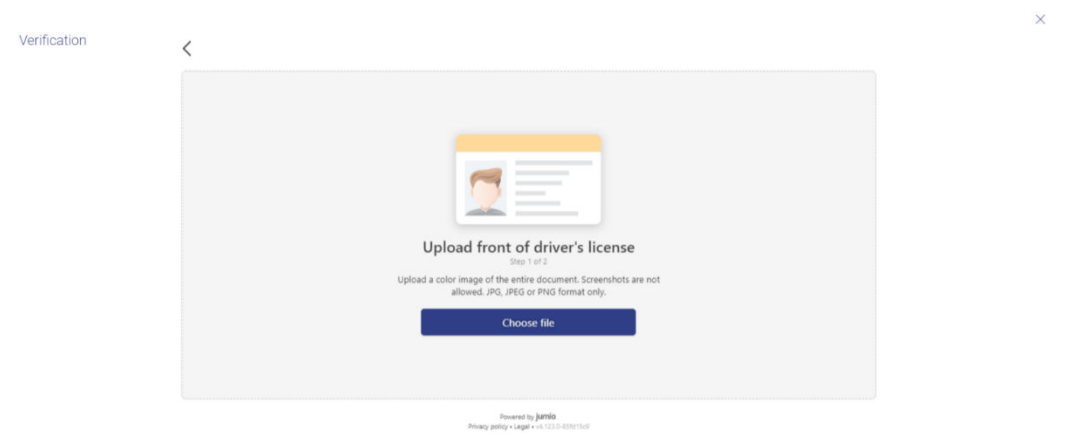 Verification
Upload front of driver's license
Step 1 of 2
Upload a color image of the entire document. Screenshots are not
allowed. JPG, JPEG or PNG format only.
Choose file
Powered by jumio
Privacy policy • Legal •